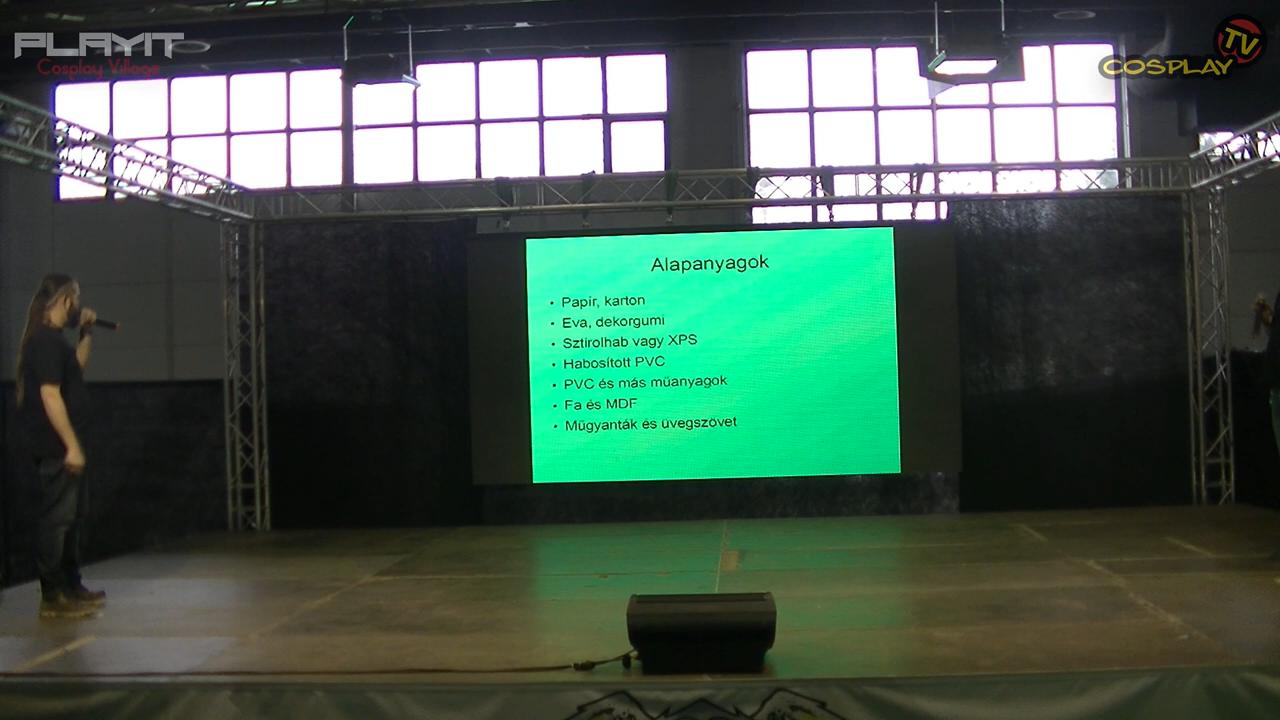 PLAYIT
Cosplay Village
TV
COSPLAY
Alapanyagok
• Papír, karton
• Eva, dekorgumi
• Sztirolhab vagy XPS
• Habosított PVC
• PVC és más műanyagok
• Fa és MDF
• Műgyanták és üvegszövet